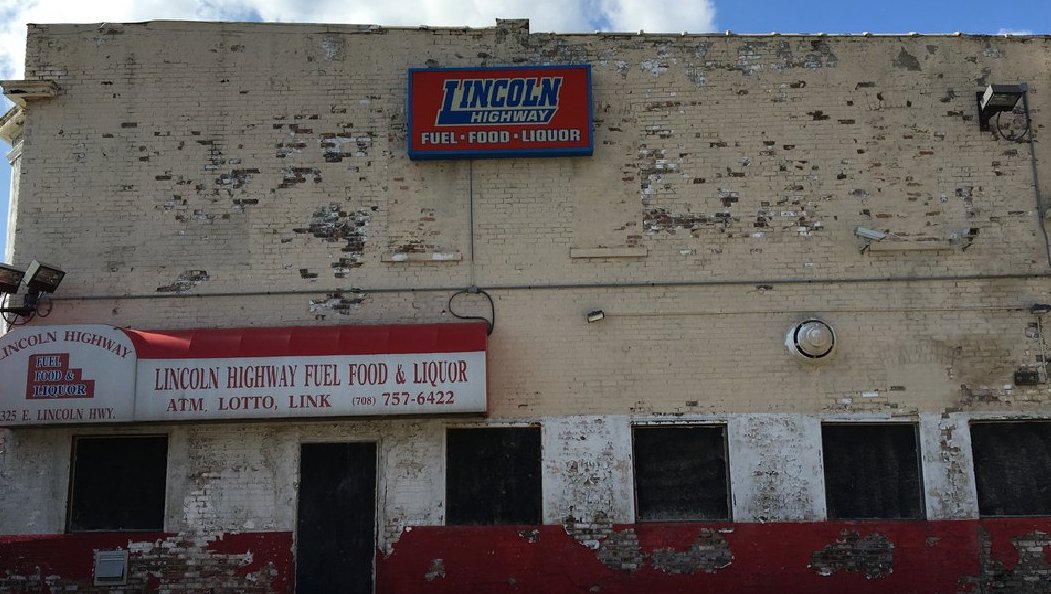 LINCOLN
HIGHWAY
FUEL • FOOD • LIQUOR
LINCOLN HIGHWAY
FUEL
FOOD &
LIQUOR
325 E. LINCOLN HWY.
LINCOLN HIGHWAY FUEL FOOD & LIQUOR
ATM, LOTTO, LINK (708) 757-6422